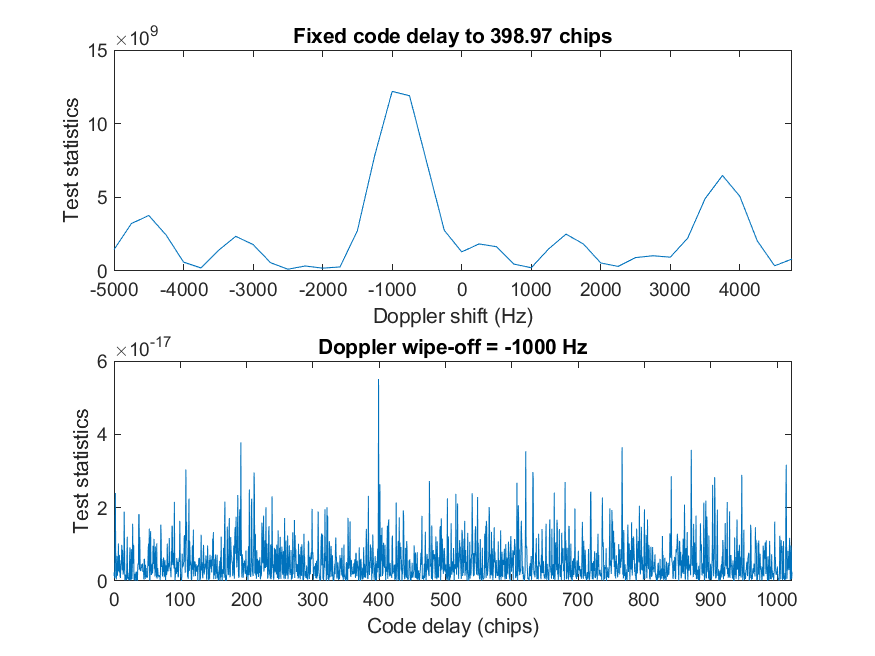 ×10^9
Fixed code delay to 398.97 chips
15
10
5
0
Test statistics
-5000 -4000 -3000 -2000 -1000 0 1000 2000 3000 4000
Doppler shift (Hz)
×10^-17
Doppler wipe-off = -1000 Hz
6
4
2
0
Test statistics
0 100 200 300 400 500 600 700 800 900 1000
Code delay (chips)